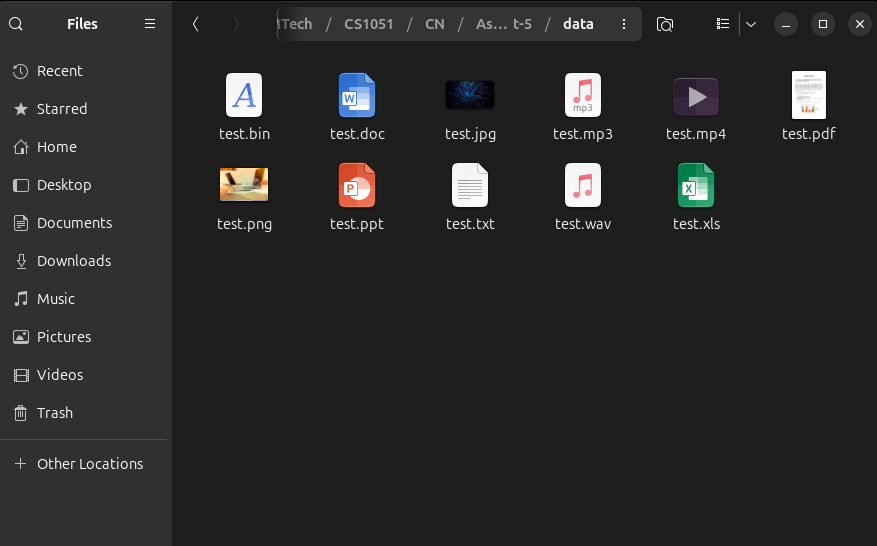 Files
MTech / CS1051 / CN / As… t-5 / data
Recent
Starred
Home
Desktop
Documents
Downloads
Music
Pictures
Videos
Trash
Other Locations
A
test.bin
W
test.doc
test.jpg
mp3
test.mp3
test.mp4
test.pdf
test.png
P
test.ppt
test.txt
test.wav
X
test.xls